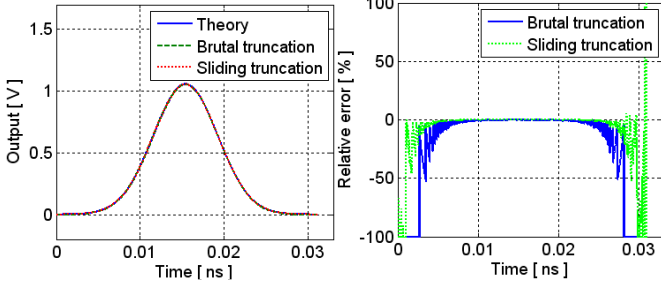 1.5
1
0.5
0
Output [ V ]
Theory
Brutal truncation
Sliding truncation
0
0.01
0.02
0.03
Time [ ns ]
100
50
0
-50
-100
Relative error [ % ]
Brutal truncation
Sliding truncation
0
0.01
0.02
0.03
Time [ ns ]